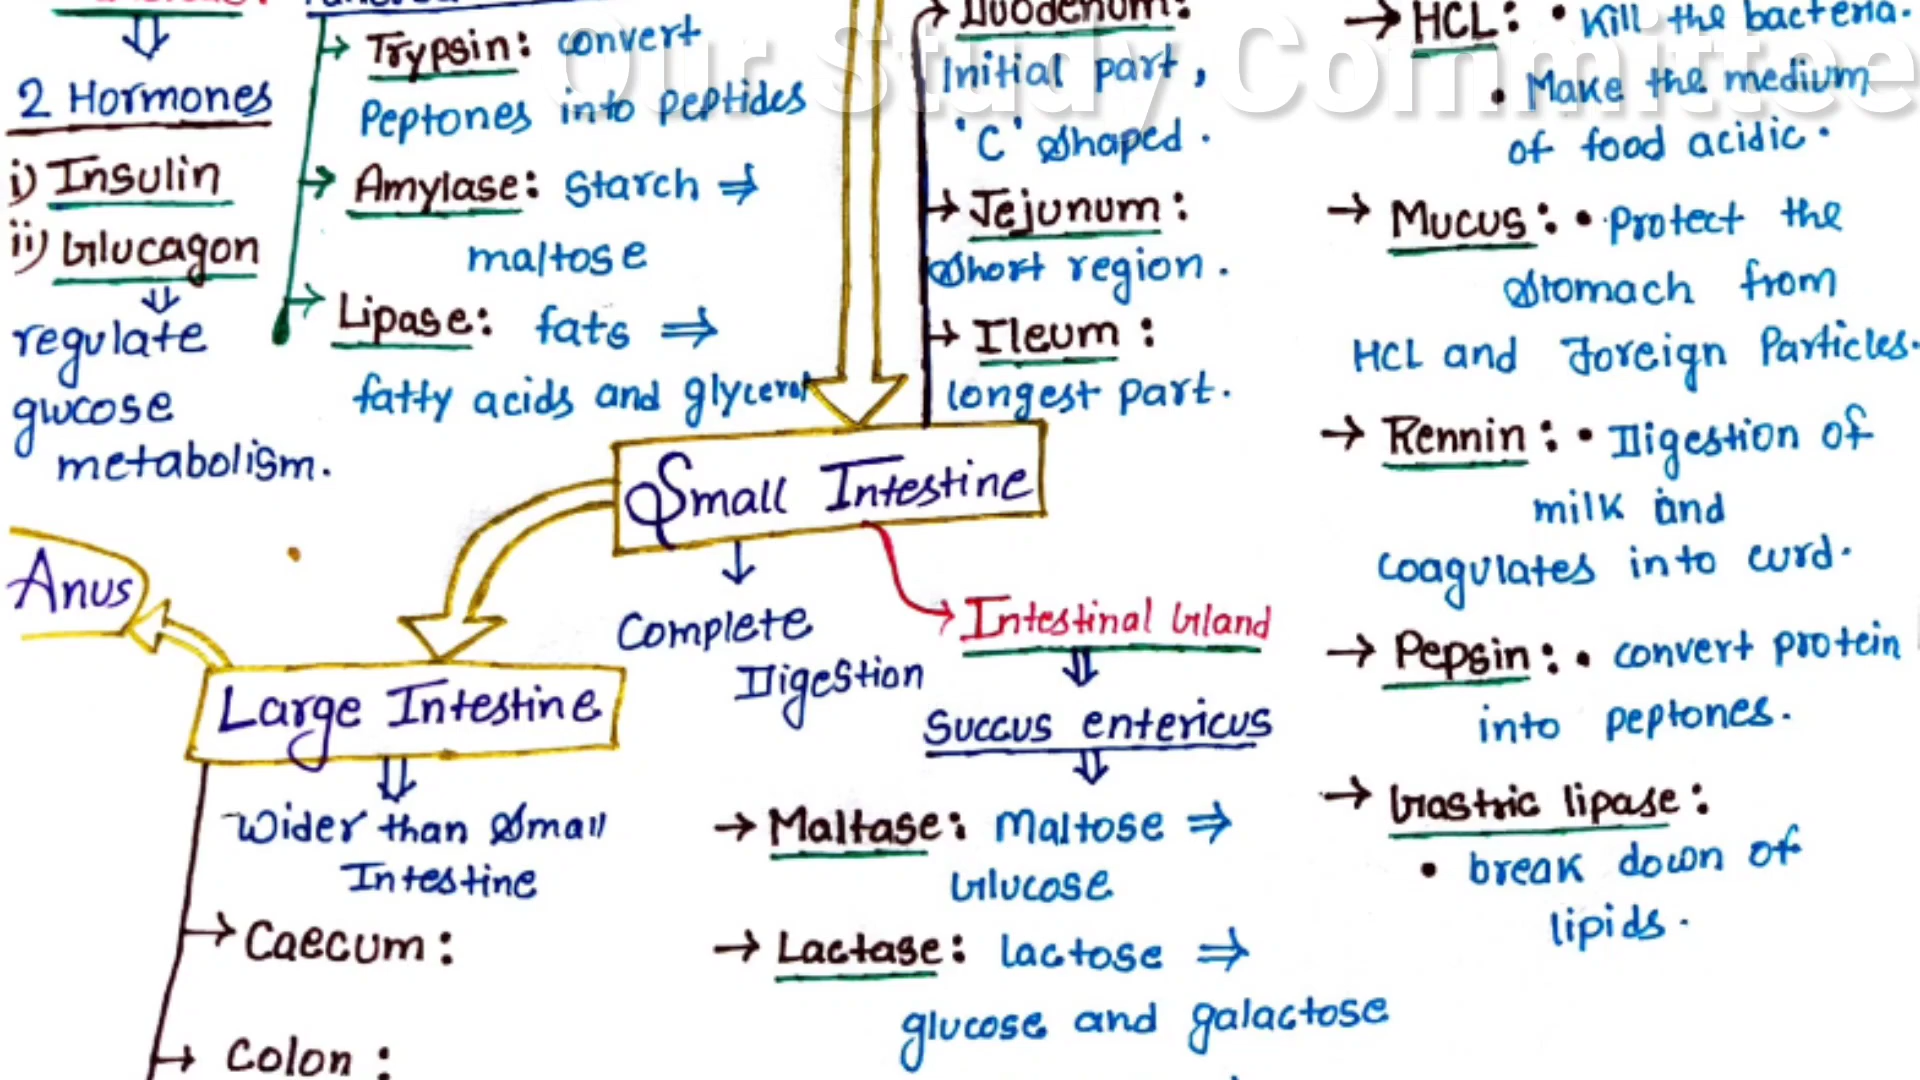 Our Study Committee
2 Hormones
i) Insulin
ii) Glucagon
regulate
glucose
metabolism.
Trypsin: convert
Peptones into peptides
Amylase: Starch ⇒
maltose
Lipase: fats ⇒
fatty acids and glycerol
Duodenum:
Initial part,
'C' shaped.
→ Jejunum:
Short region.
→ Ileum:
longest part.
→ HCL: • Kill the bacteria.
• Make the medium
of food acidic.
→ Mucus: • Protect the
Stomach from
HCL and Foreign Particles.
→ Rennin: • Digestion of
milk and
coagulates into curd.
→ Pepsin: • convert protein
into peptones.
→ Gastric lipase:
• break down of
lipids.
Small Intestine
Complete
Digestion
Intestinal Gland
Succus entericus
→ Maltase: Maltose ⇒
Glucose
→ Lactase: lactose ⇒
glucose and galactose
Anus
Large Intestine
Wider than Small
Intestine
→ Caecum:
→ Colon: